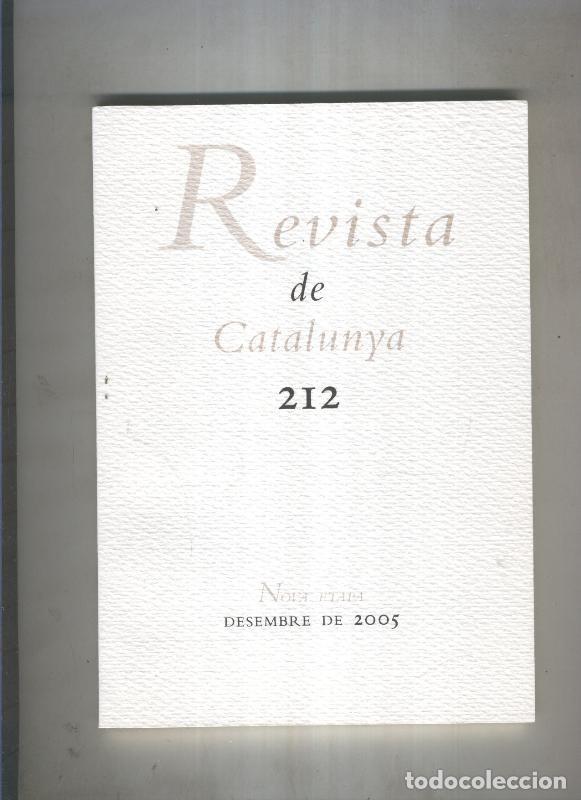 Revista
de
Catalunya
212
Nova etapa
DESEMBRE DE 2005
todocoleccion